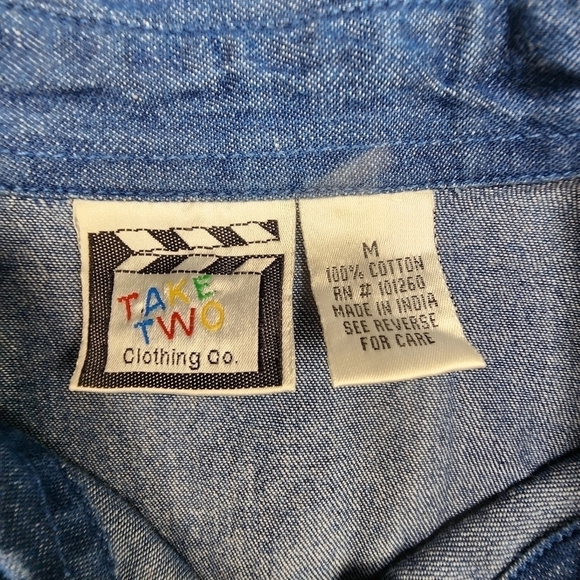 TAKE
TWO
Clothing Co.
M
100% COTTON
RN # 101260
MADE IN INDIA
SEE REVERSE
FOR CARE